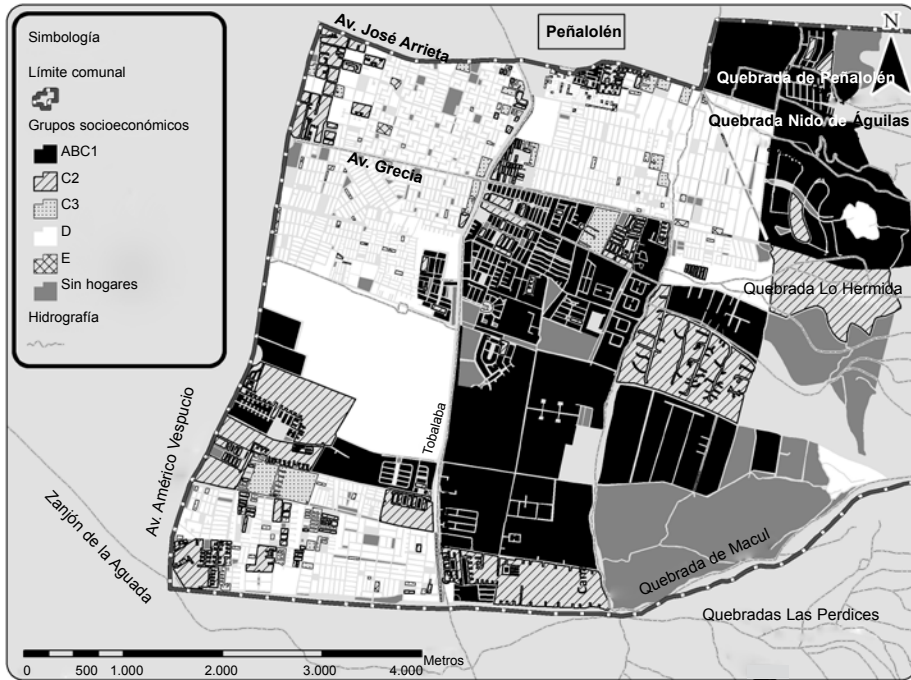 Simbología
Límite comunal
Grupos socioeconómicos
ABC1
C2
C3
D
E
Sin hogares
Hidrografía
Av. José Arrieta
Peñalolén
N
Quebrada de Peñalolén
Quebrada Nido de Águilas
Av. Grecia
Quebrada Lo Hermida
Av. Américo Vespucio
Tobalaba
Zanjón de la Aguada
Quebrada de Macul
Quebradas Las Perdices
0 500 1.000 2.000 3.000 4.000 Metros